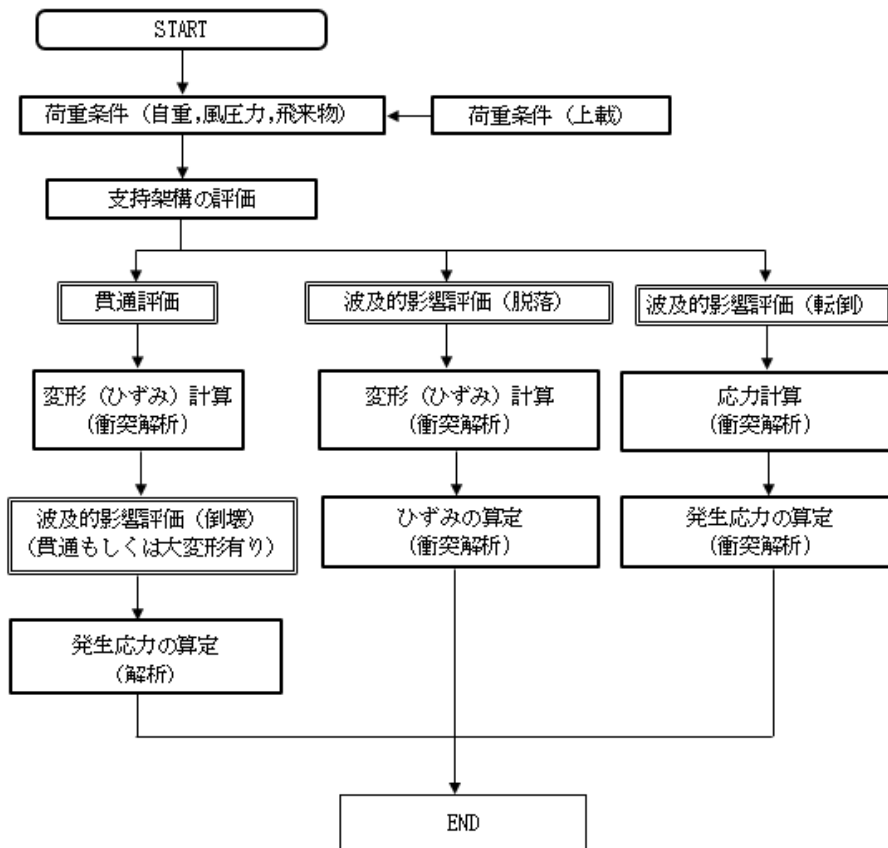 START
荷重条件（自重,風圧力,飛来物）
荷重条件（上載）
支持架構の評価
貫通評価
波及的影響評価（脱落）
波及的影響評価（転倒）
変形（ひずみ）計算
(衝突解析)
変形（ひずみ）計算
(衝突解析)
応力計算
(衝突解析)
波及的影響評価（倒壊）
(貫通もしくは大変形有り)
ひずみの算定
(衝突解析)
発生応力の算定
(衝突解析)
発生応力の算定
(解析)
END